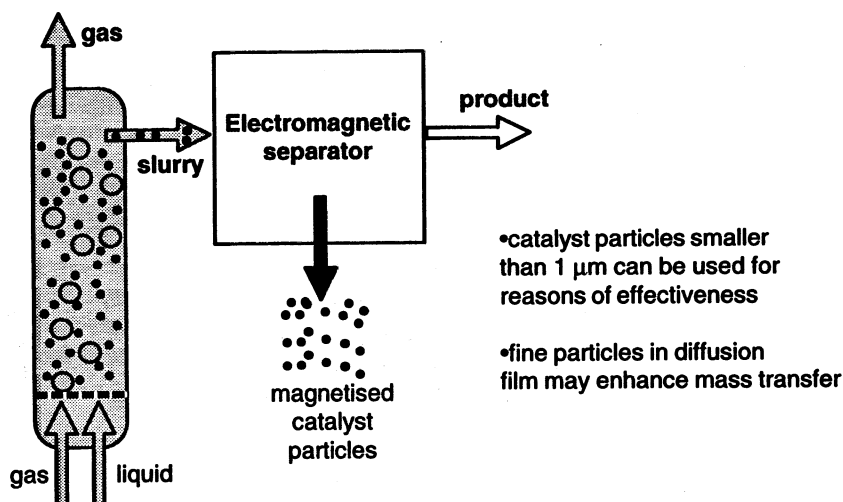 gas
slurry
Electromagnetic
separator
product
•catalyst particles smaller
than 1 µm can be used for
reasons of effectiveness
•fine particles in diffusion
film may enhance mass transfer
magnetised
catalyst
particles
gas
liquid